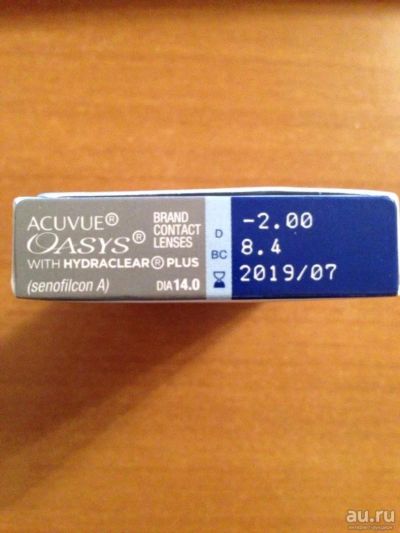 ACUVUE®
OASYS®
BRAND
CONTACT
LENSES
WITH HYDRACLEAR® PLUS
(senofilcon A)
DIA 14.0
D -2.00
BC 8.4
2019/07
au.ru